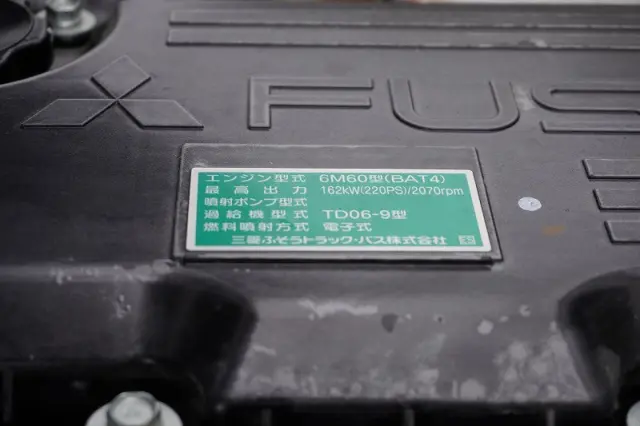 FUS
エンジン型式 6M60型(BAT4)
最高出力 162kW(220PS)/2070rpm
噴射ポンプ型式
過給機型式 TD06-9型
燃料噴射方式 電子式
三菱ふそうトラック・バス株式会社